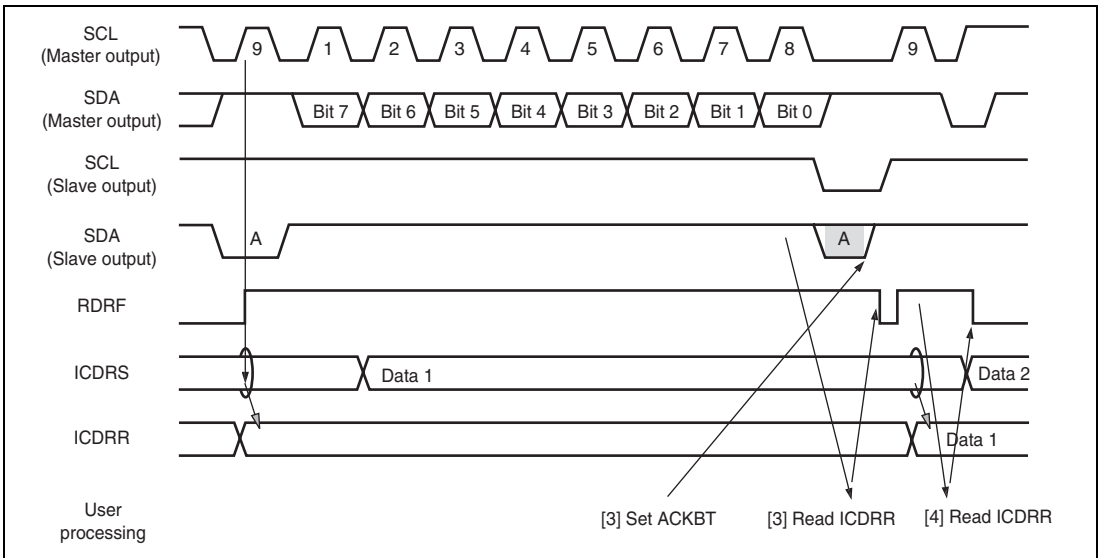 SCL
(Master output)
9 1 2 3 4 5 6 7 8 9
SDA
(Master output)
Bit 7 Bit 6 Bit 5 Bit 4 Bit 3 Bit 2 Bit 1 Bit 0
SCL
(Slave output)
SDA
(Slave output)
A A
RDRF
ICDRS
Data 1 Data 2
ICDRR
Data 1
User
processing
[3] Set ACKBT [3] Read ICDRR [4] Read ICDRR